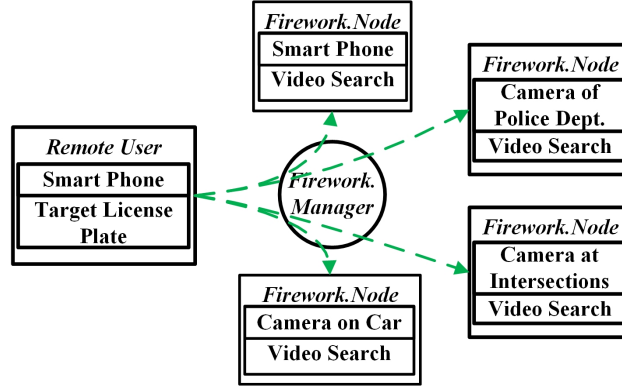 Firework.Node
Smart Phone
Video Search
Firework.Node
Camera of
Police Dept.
Video Search
Remote User
Smart Phone
Target License
Plate
Firework.
Manager
Firework.Node
Camera at
Intersections
Video Search
Firework.Node
Camera on Car
Video Search